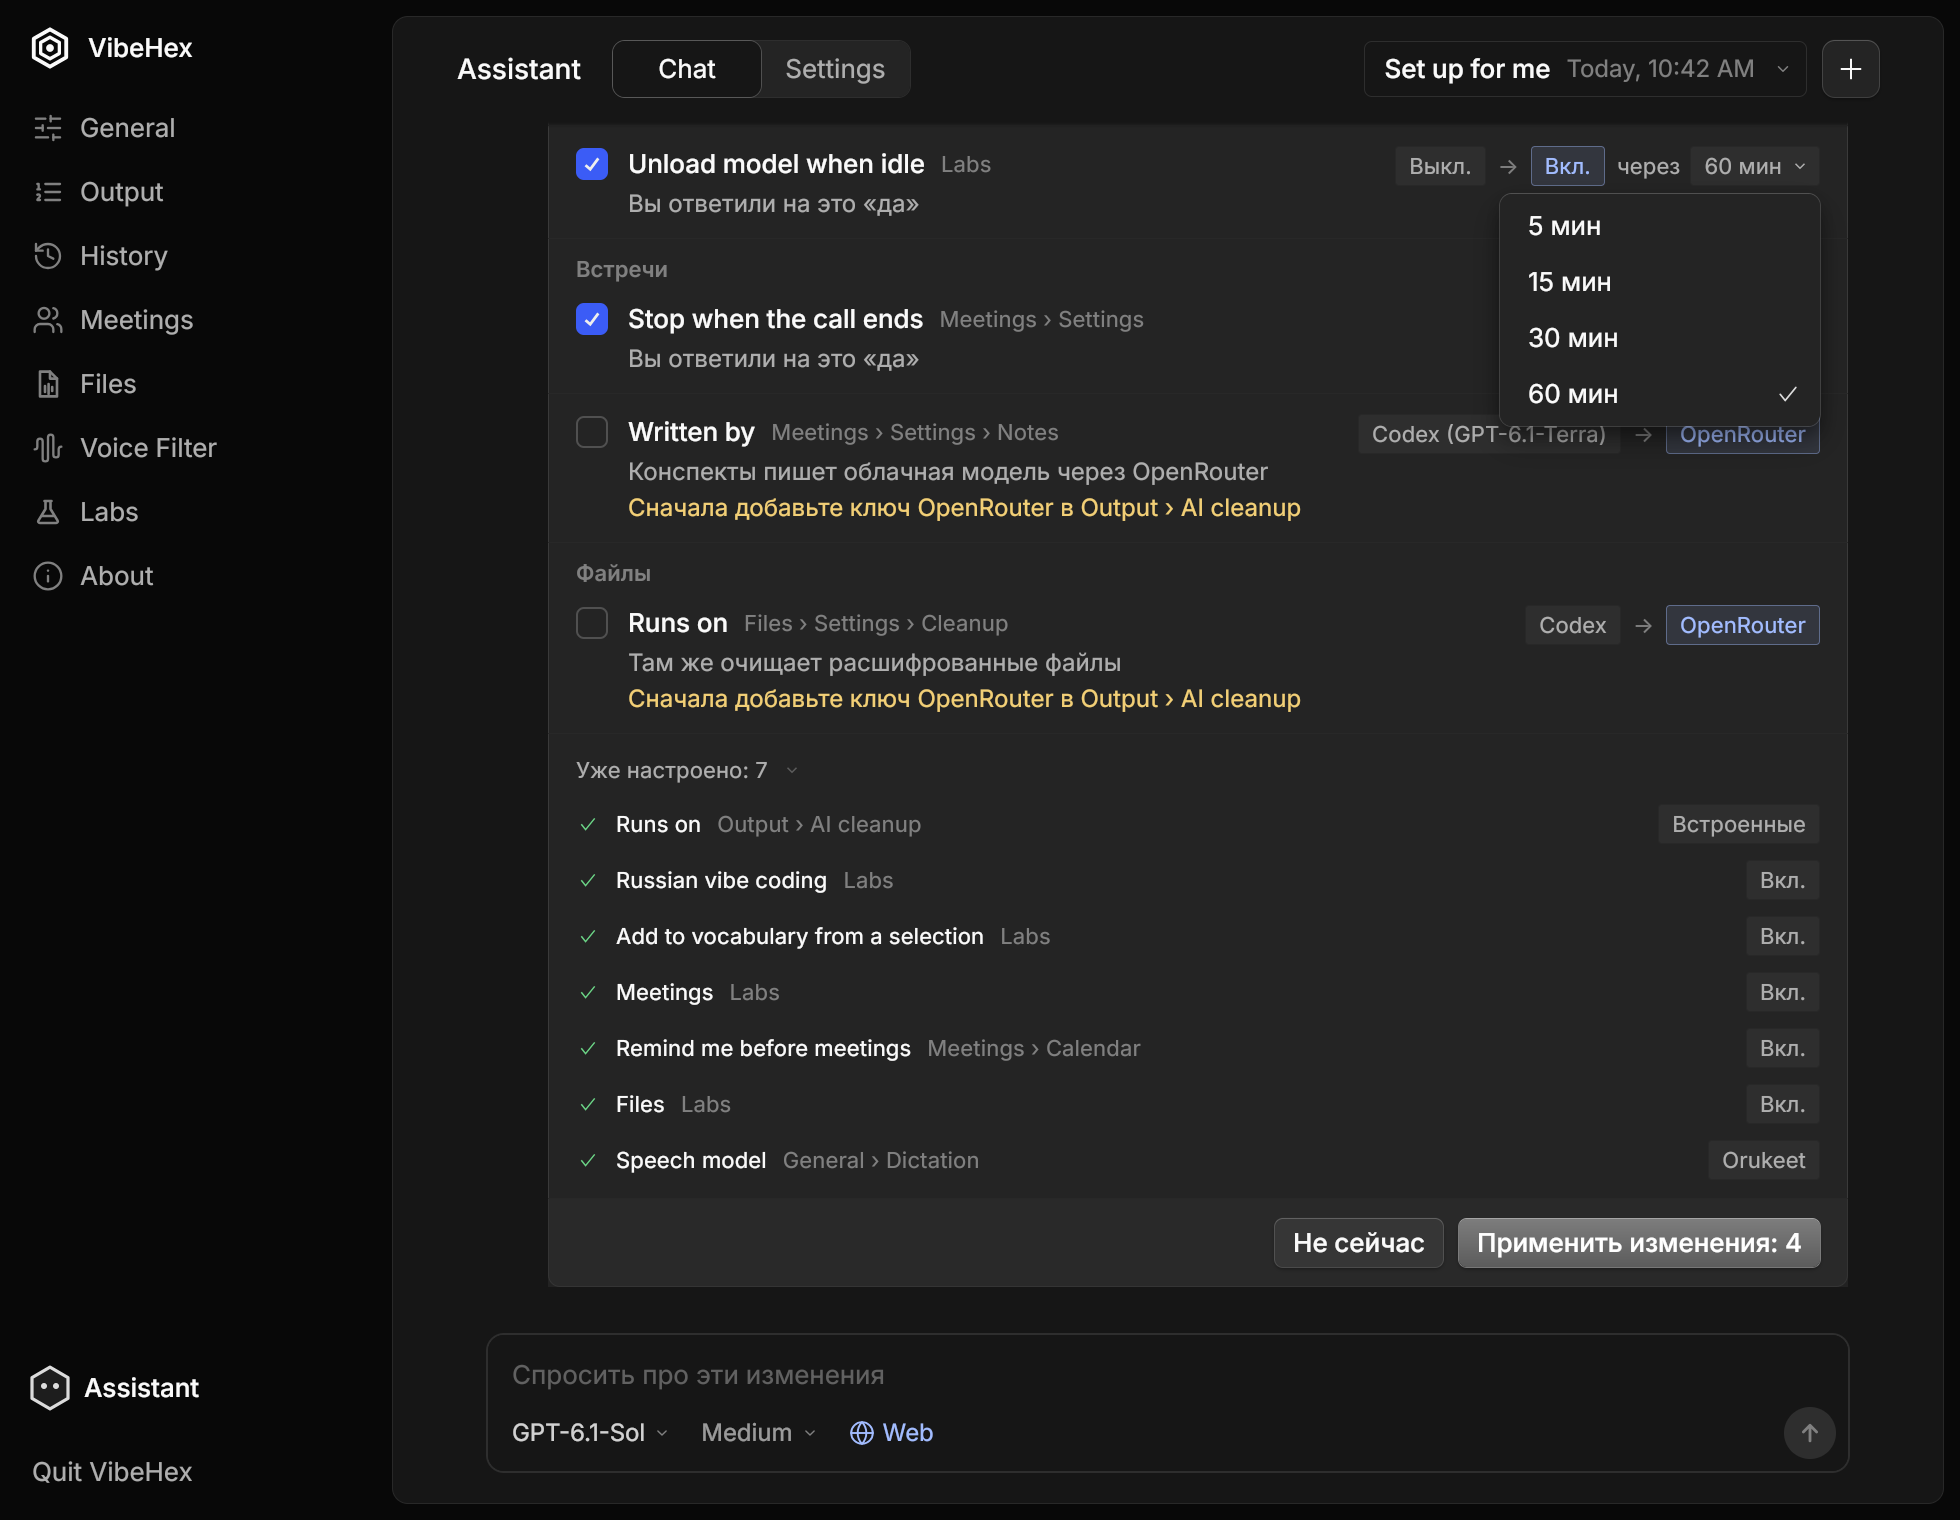 VibeHex
General
Output
History
Meetings
Files
Voice Filter
Labs
About
Assistant
Quit VibeHex
Assistant
Chat
Settings
Set up for me Today, 10:42 AM
Unload model when idle Labs
Выкл. → Вкл. через 60 мин
Вы ответили на это «да»
5 мин
15 мин
30 мин
60 мин
Встречи
Stop when the call ends Meetings › Settings
Вы ответили на это «да»
Written by Meetings › Settings › Notes
Codex (GPT-6.1-Terra) → OpenRouter
Конспекты пишет облачная модель через OpenRouter
Сначала добавьте ключ OpenRouter в Output › AI cleanup
Файлы
Runs on Files › Settings › Cleanup
Codex → OpenRouter
Там же очищает расшифрованные файлы
Сначала добавьте ключ OpenRouter в Output › AI cleanup
Уже настроено: 7
Runs on Output › AI cleanup Встроенные
Russian vibe coding Labs Вкл.
Add to vocabulary from a selection Labs Вкл.
Meetings Labs Вкл.
Remind me before meetings Meetings › Calendar Вкл.
Files Labs Вкл.
Speech model General › Dictation Orukeet
Не сейчас
Применить изменения: 4
Спросить про эти изменения
GPT-6.1-Sol Medium Web